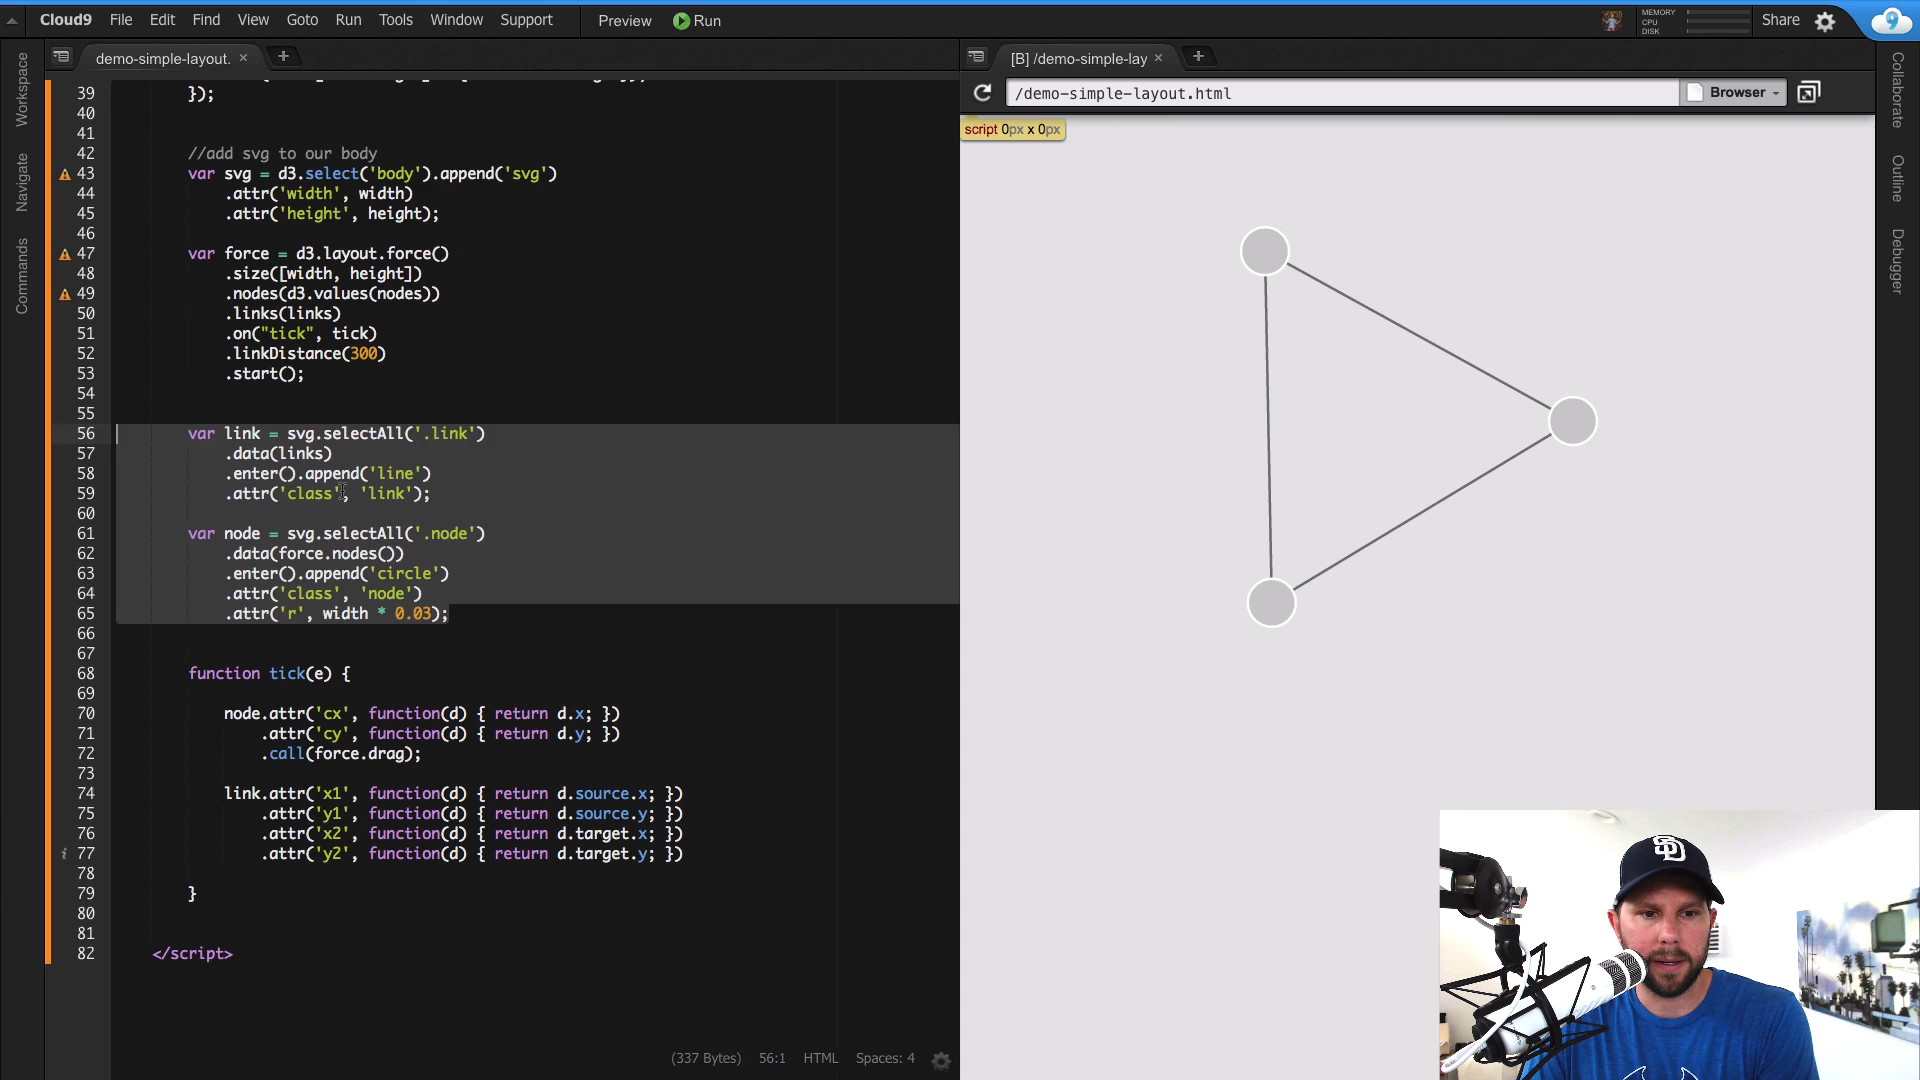 Cloud9 File Edit Find View Goto Run Tools Window Support Preview Run
MEMORY
CPU
DISK
Share
9
Workspace
Navigate
Commands
demo-simple-layout. × +
39 });
40
41
42 //add svg to our body
43 var svg = d3.select('body').append('svg')
44 .attr('width', width)
45 .attr('height', height);
46
47 var force = d3.layout.force()
48 .size([width, height])
49 .nodes(d3.values(nodes))
50 .links(links)
51 .on("tick", tick)
52 .linkDistance(300)
53 .start();
54
55
56 var link = svg.selectAll('.link')
57 .data(links)
58 .enter().append('line')
59 .attr('class', 'link');
60
61 var node = svg.selectAll('.node')
62 .data(force.nodes())
63 .enter().append('circle')
64 .attr('class', 'node')
65 .attr('r', width * 0.03);
66
67
68 function tick(e) {
69
70 node.attr('cx', function(d) { return d.x; })
71 .attr('cy', function(d) { return d.y; })
72 .call(force.drag);
73
74 link.attr('x1', function(d) { return d.source.x; })
75 .attr('y1', function(d) { return d.source.y; })
76 .attr('x2', function(d) { return d.target.x; })
77 .attr('y2', function(d) { return d.target.y; })
78
79 }
80
81
82 </script>
(337 Bytes) 56:1 HTML Spaces: 4
[B] /demo-simple-lay × +
/demo-simple-layout.html Browser
script 0px x 0px
Collaborate
Outline
Debugger
SD